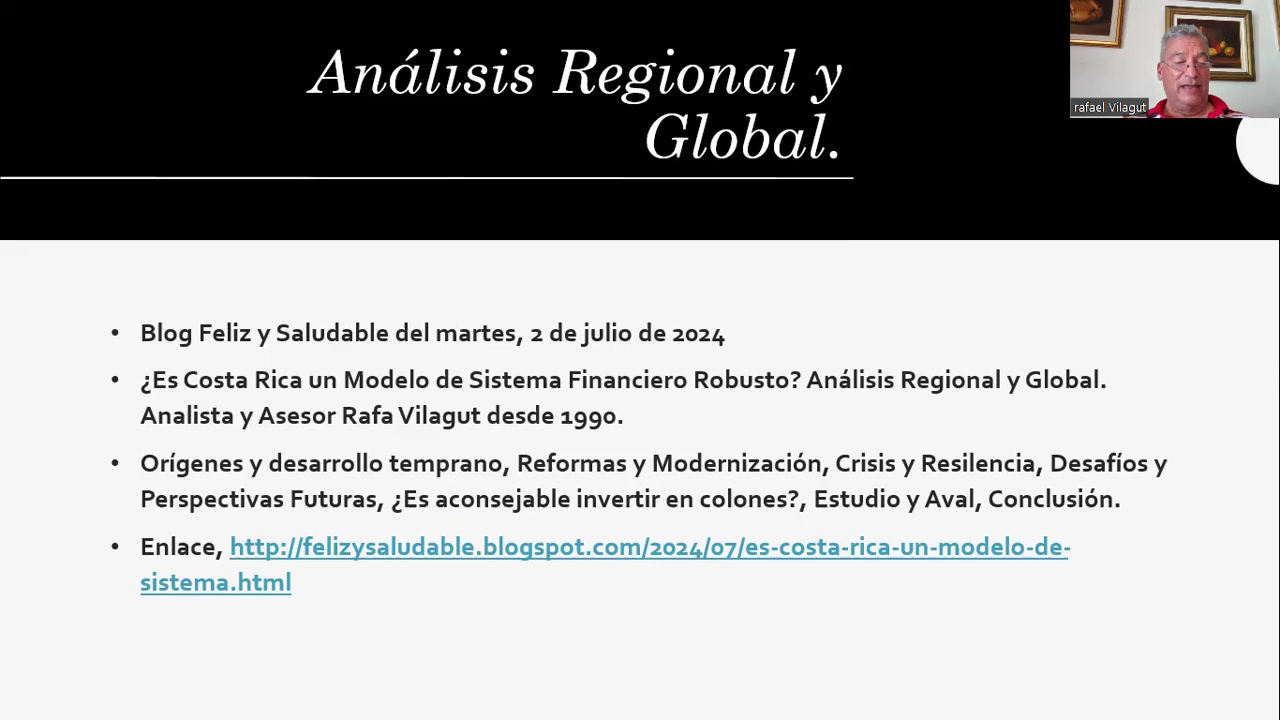 Análisis Regional y
Global.
rafael Vilagut
• Blog Feliz y Saludable del martes, 2 de julio de 2024
• ¿Es Costa Rica un Modelo de Sistema Financiero Robusto? Análisis Regional y Global.
Analista y Asesor Rafa Vilagut desde 1990.
• Orígenes y desarrollo temprano, Reformas y Modernización, Crisis y Resilencia, Desafíos y
Perspectivas Futuras, ¿Es aconsejable invertir en colones?, Estudio y Aval, Conclusión.
• Enlace, http://felizysaludable.blogspot.com/2024/07/es-costa-rica-un-modelo-de-
sistema.html